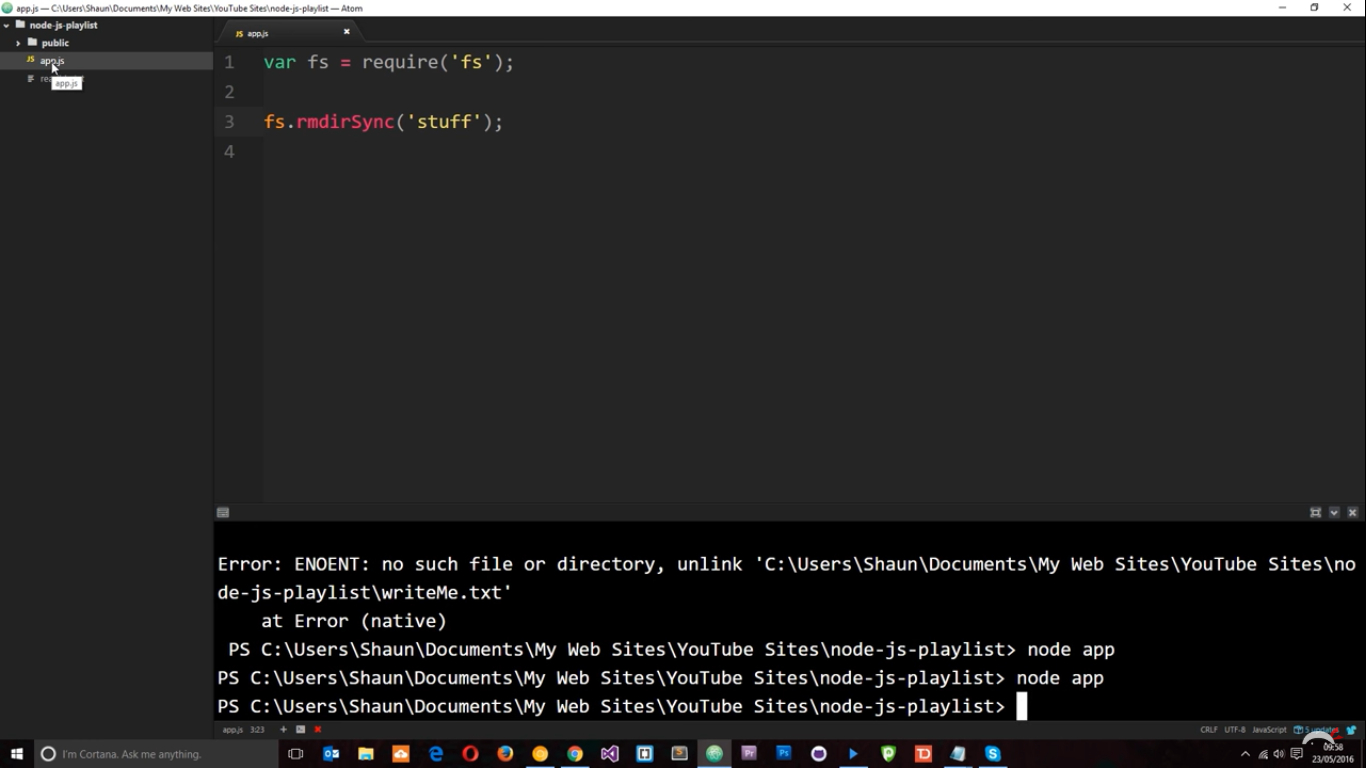 app.js — C:\Users\Shaun\Documents\My Web Sites\YouTube Sites\node-js-playlist — Atom
node-js-playlist
public
app.js
app.js
app.js
1 var fs = require('fs');
2
3 fs.rmdirSync('stuff');
4
Error: ENOENT: no such file or directory, unlink 'C:\Users\Shaun\Documents\My Web Sites\YouTube Sites\no
de-js-playlist\writeMe.txt'
at Error (native)
PS C:\Users\Shaun\Documents\My Web Sites\YouTube Sites\node-js-playlist> node app
PS C:\Users\Shaun\Documents\My Web Sites\YouTube Sites\node-js-playlist> node app
PS C:\Users\Shaun\Documents\My Web Sites\YouTube Sites\node-js-playlist>
app.js 3:23
CRLF UTF-8 JavaScript 5 updates
I'm Cortana. Ask me anything.
09:58
23/05/2016